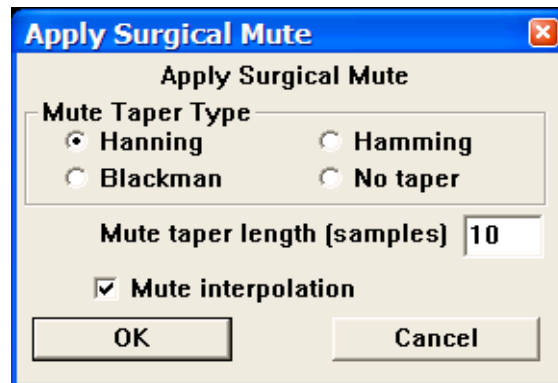 Apply Surgical Mute
Apply Surgical Mute
Mute Taper Type
Hanning Hamming
Blackman No taper
Mute taper length (samples) 10
Mute interpolation
OK Cancel